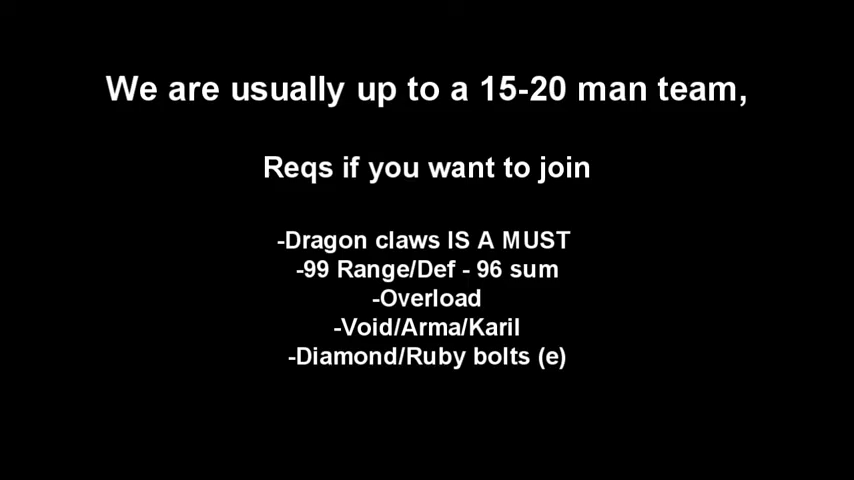 We are usually up to a 15-20 man team,
Reqs if you want to join
-Dragon claws IS A MUST
-99 Range/Def - 96 sum
-Overload
-Void/Arma/Karil
-Diamond/Ruby bolts (e)